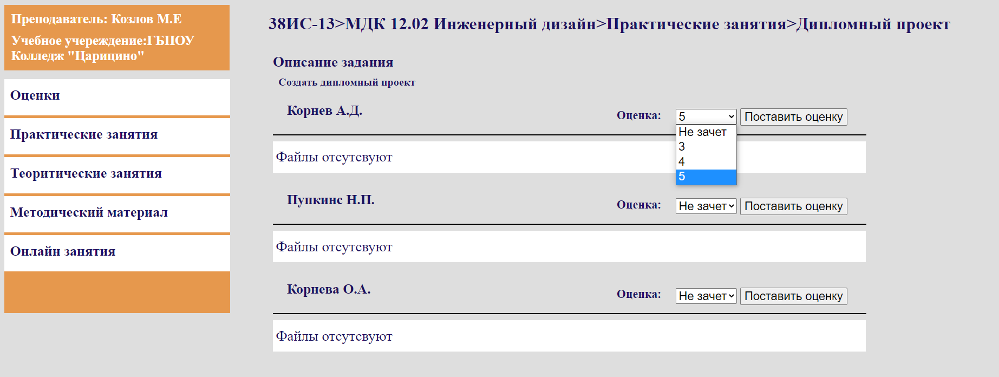 Преподаватель: Козлов М.Е
Учебное учереждение:ГБПОУ
Колледж "Царицино"
Оценки
Практические занятия
Теоритические занятия
Методический материал
Онлайн занятия
38ИС-13>МДК 12.02 Инженерный дизайн>Практические занятия>Дипломный проект
Описание задания
Создать дипломный проект
Корнев А.Д.
Оценка: 5 Поставить оценку
Не зачет
3
4
5
Файлы отсутсвуют
Пупкинс Н.П.
Оценка: Не зачет Поставить оценку
Файлы отсутсвуют
Корнева О.А.
Оценка: Не зачет Поставить оценку
Файлы отсутсвуют